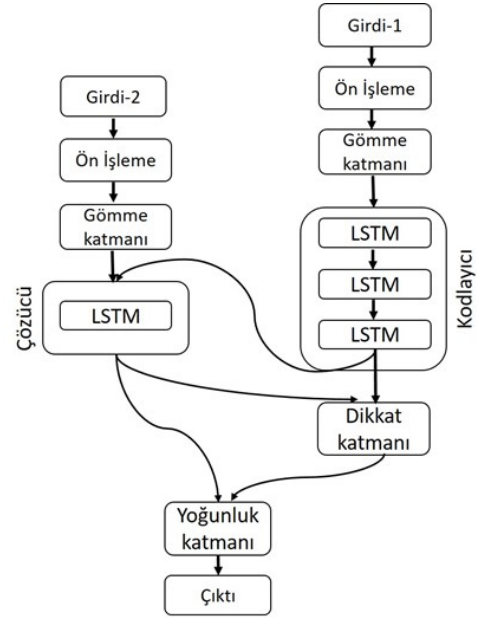 Girdi-1
Ön İşleme
Gömme
katmanı
LSTM
LSTM
LSTM
Kodlayıcı
Girdi-2
Ön İşleme
Gömme
katmanı
LSTM
Çözücü
Dikkat
katmanı
Yoğunluk
katmanı
Çıktı